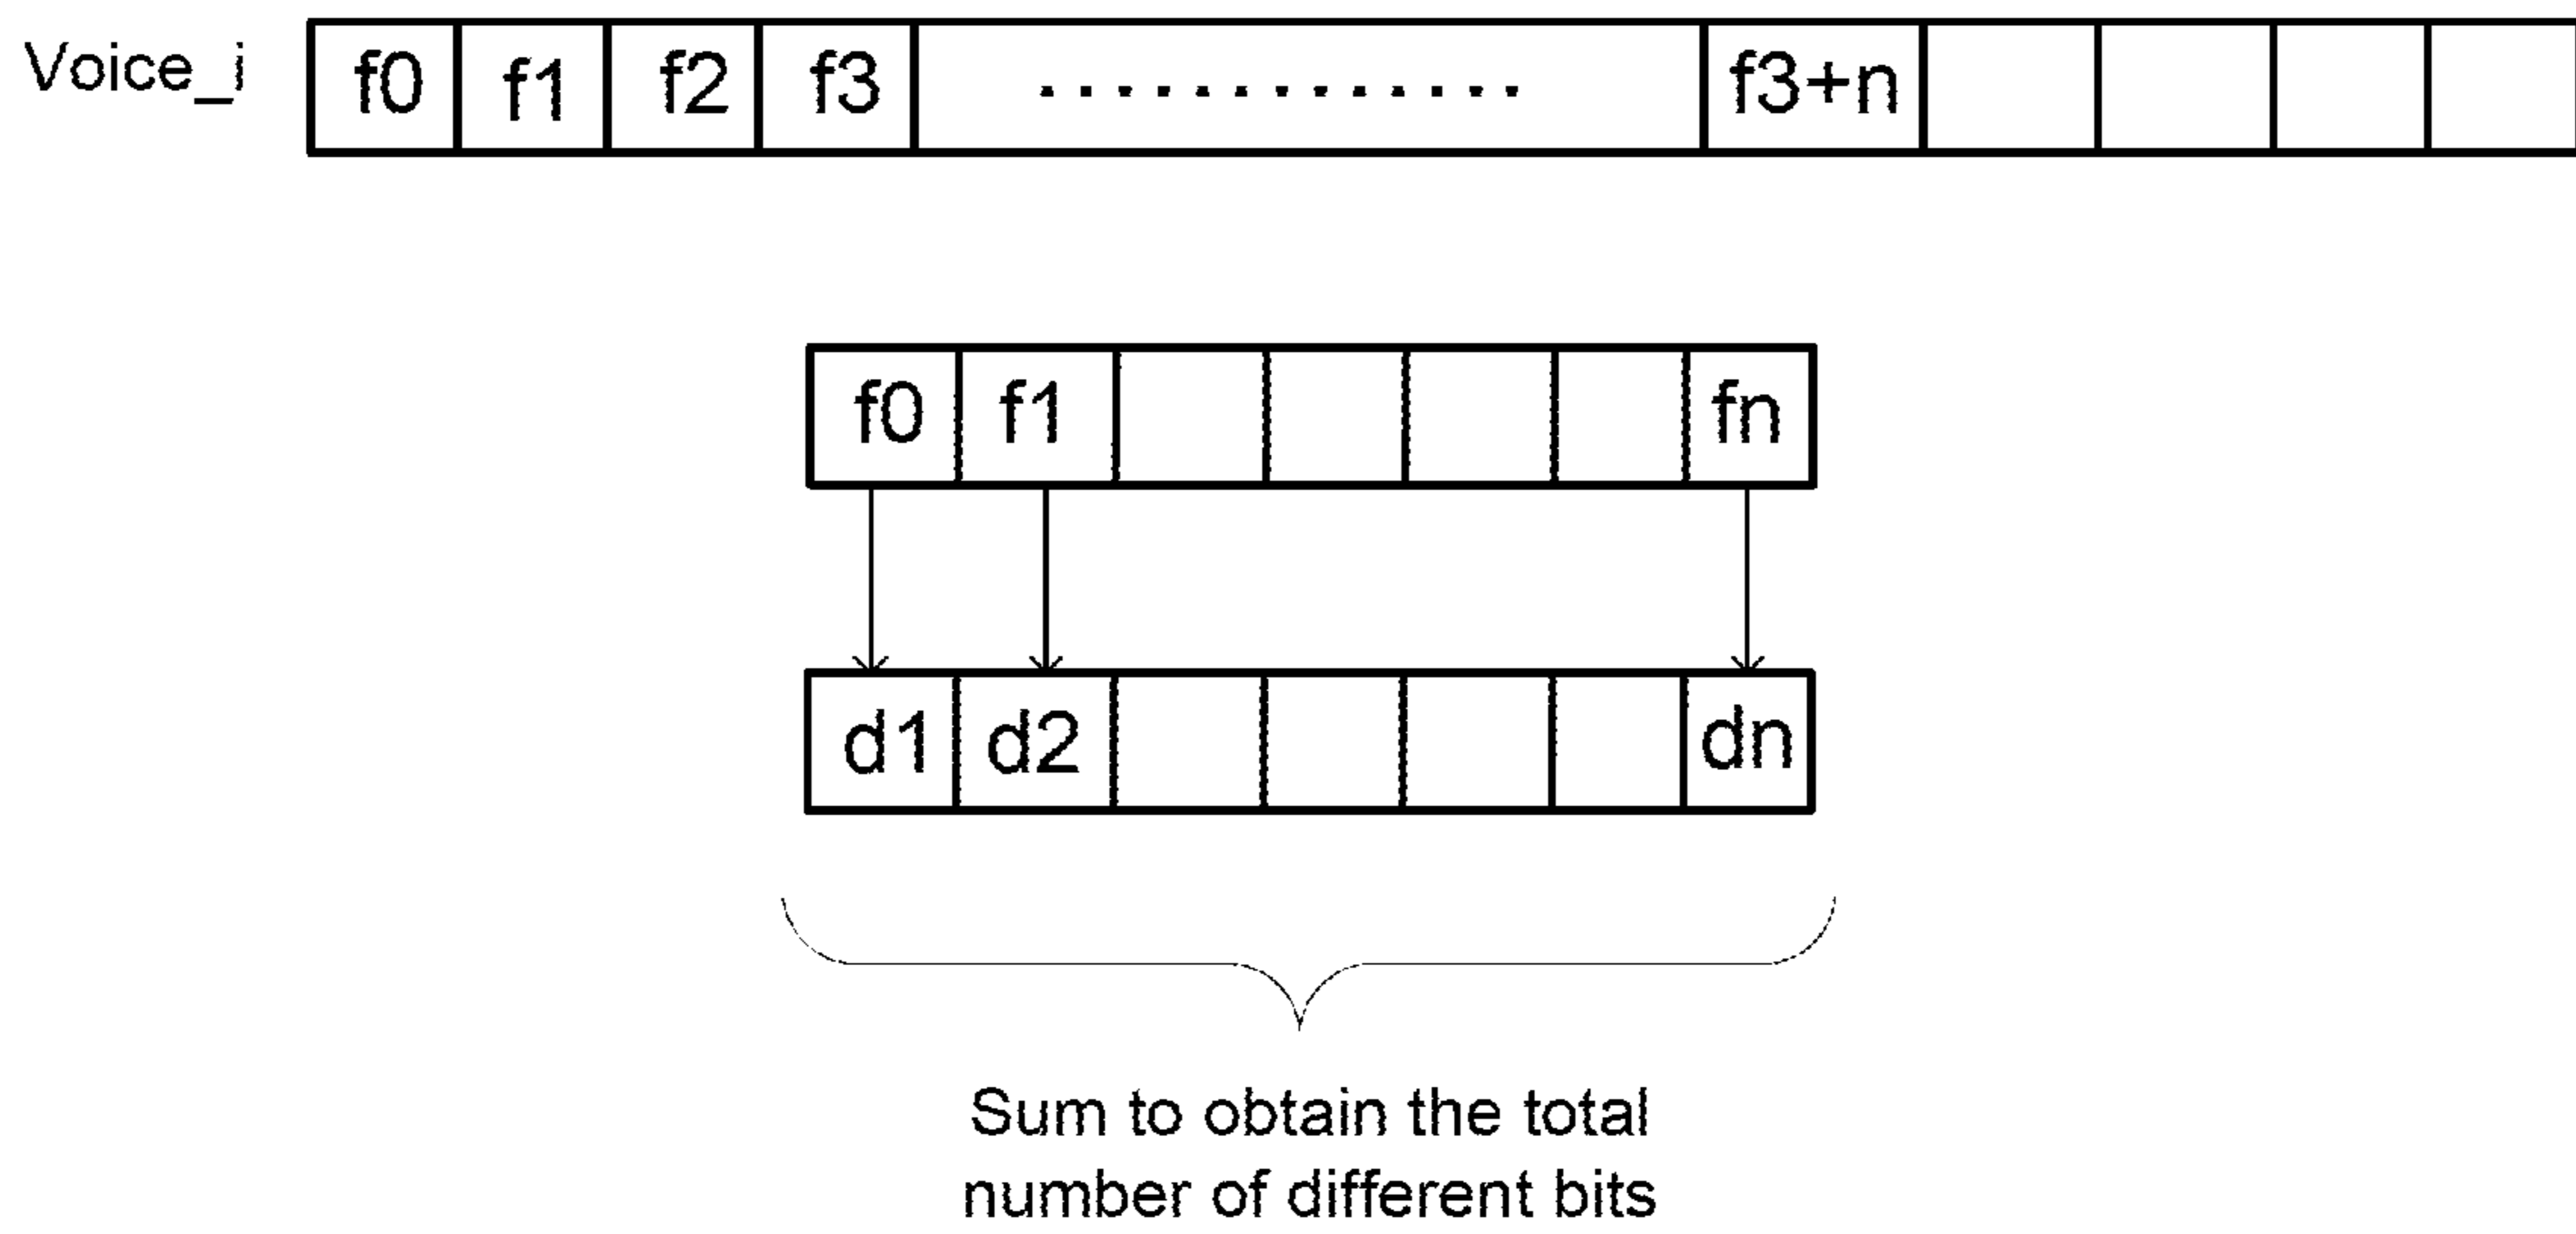 Voice_i f0 f1 f2 f3 ............. f3+n
f0 f1 fn
d1 d2 dn
Sum to obtain the total
number of different bits